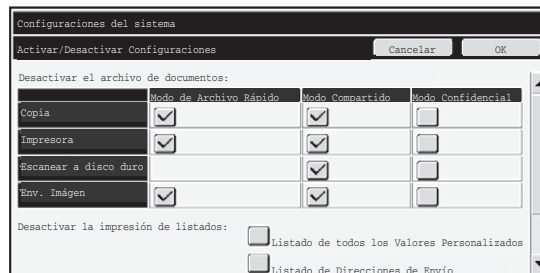 Configuraciones del sistema
Activar/Desactivar Configuraciones Cancelar OK
Desactivar el archivo de documentos:
Modo de Archivo Rápido Modo Compartido Modo Confidencial
Copia
Impresora
Escanear a disco duro
Env. Imágen
Desactivar la impresión de listados:
Listado de todos los Valores Personalizados
Listado de Direcciones de Envío